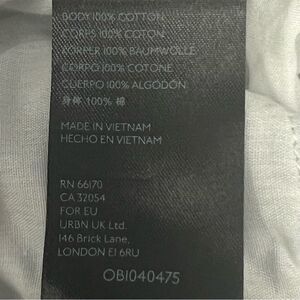 BODY 100% COTTON
CORPS 100% COTON
KÖRPER 100% BAUMWOLLE
CORPO 100% COTONE
CUERPO 100% ALGODÓN
身体 100% 棉
MADE IN VIETNAM
HECHO EN VIETNAM
RN 66170
CA 32054
FOR EU
URBN UK Ltd.
146 Brick Lane,
LONDON E1 6RU
OB1040475